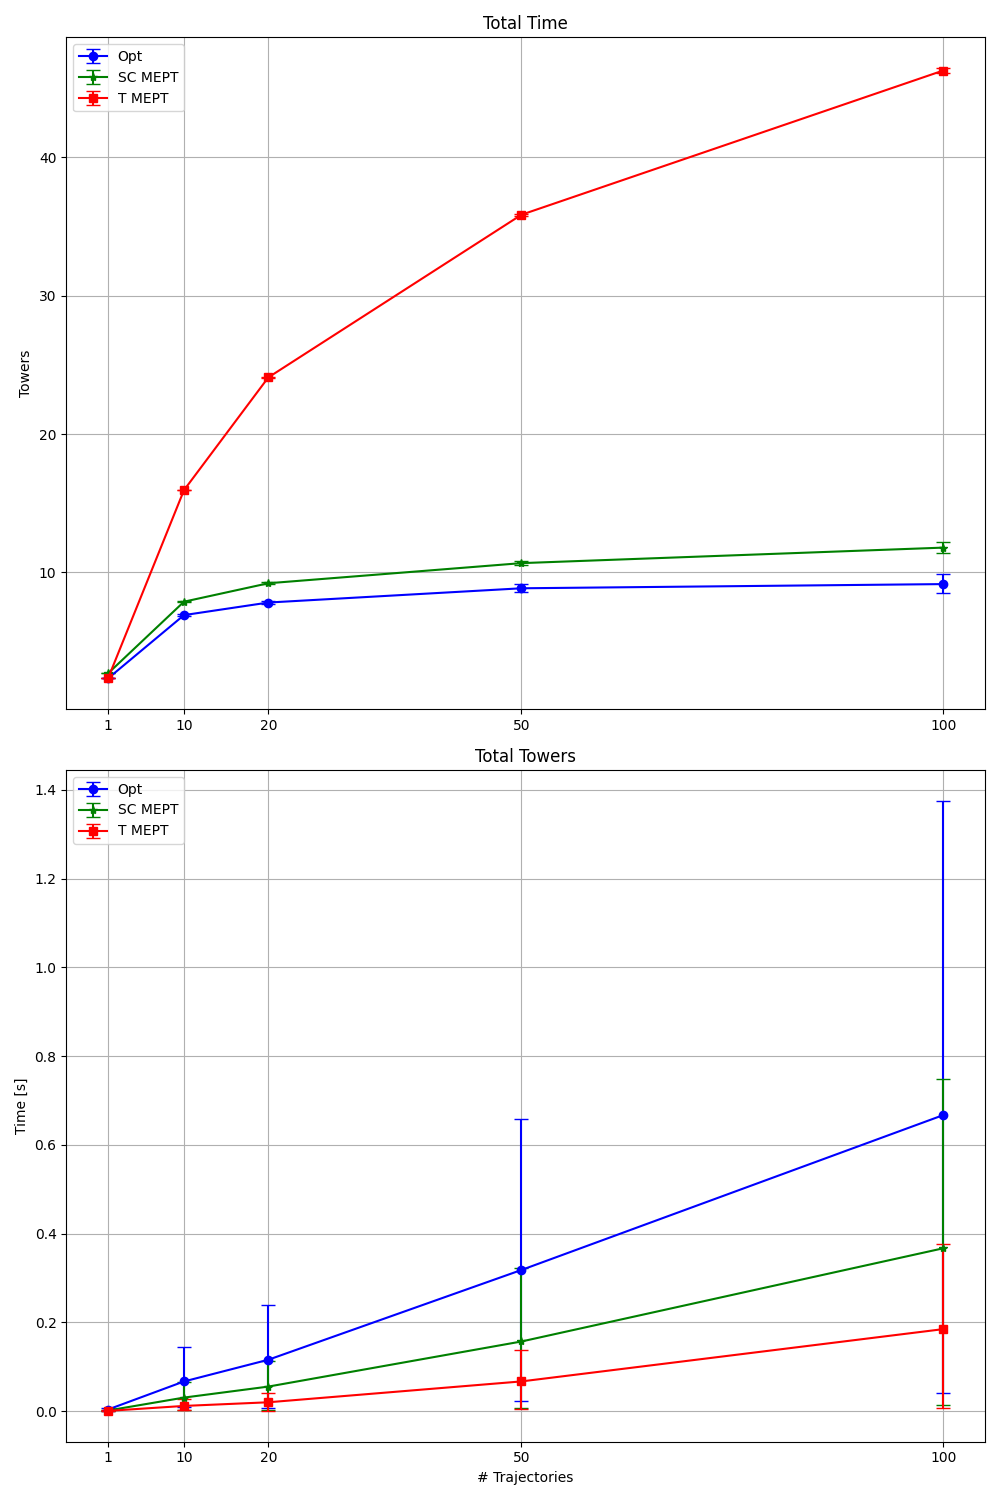 Total Time
Opt
SC MEPT
T MEPT
Towers
40
30
20
10
1 10 20 50 100
Total Towers
Opt
SC MEPT
T MEPT
Time [s]
1.4
1.2
1.0
0.8
0.6
0.4
0.2
0.0
1 10 20 50 100
# Trajectories